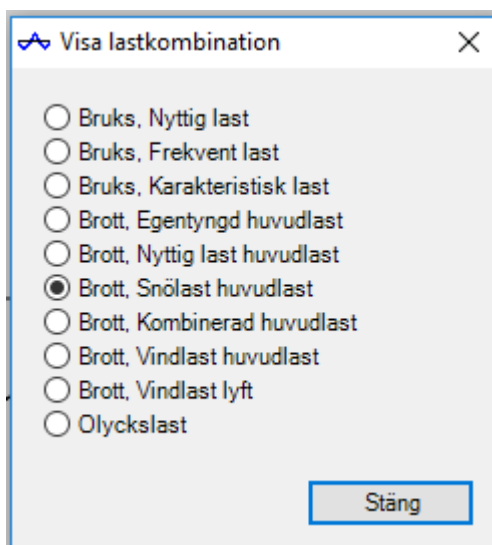 Visa lastkombination
Bruks, Nyttig last
Bruks, Frekvent last
Bruks, Karakteristisk last
Brott, Egentyngd huvudlast
Brott, Nyttig last huvudlast
Brott, Snölast huvudlast
Brott, Kombinerad huvudlast
Brott, Vindlast huvudlast
Brott, Vindlast lyft
Olyckslast
Stäng